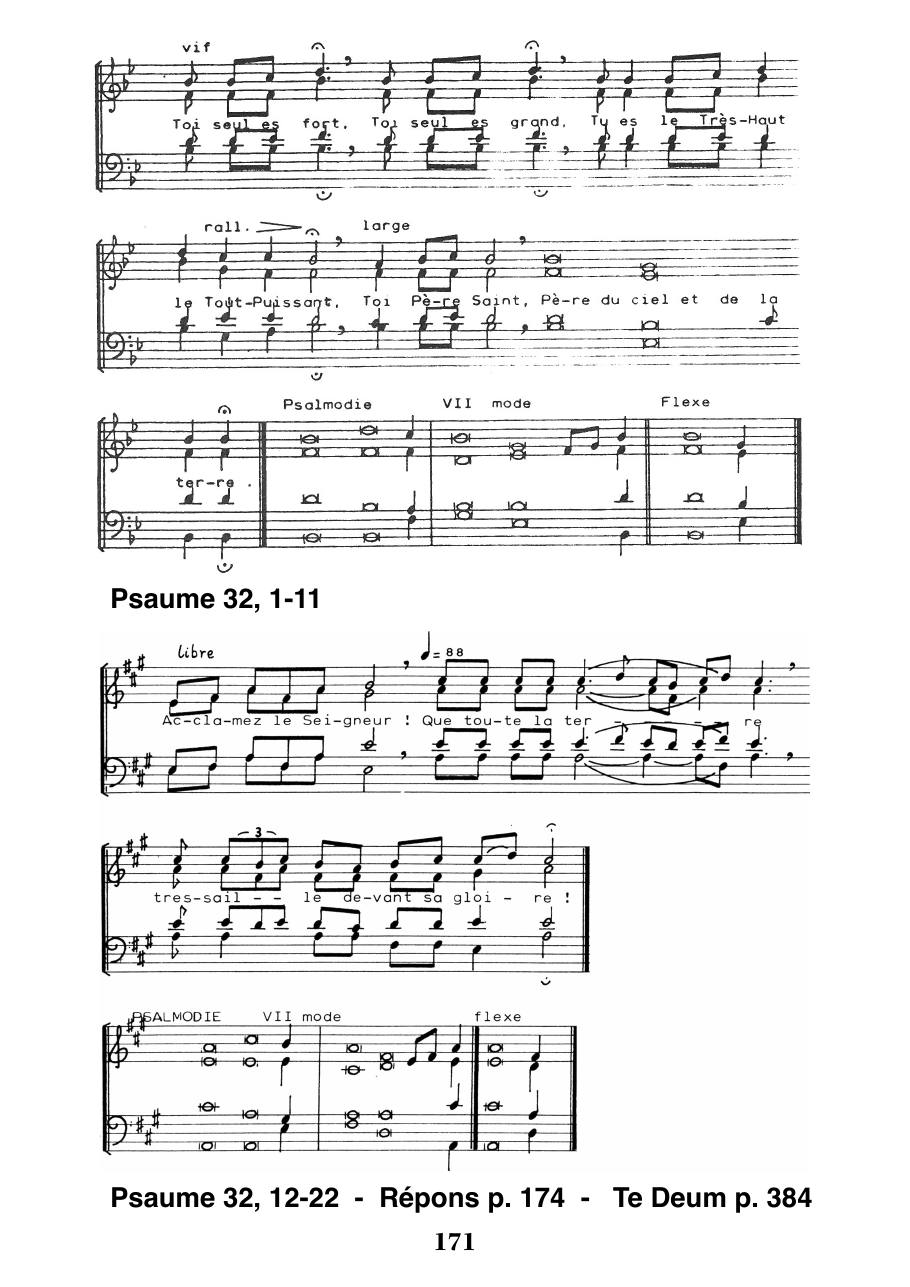 vif
Toi seul es fort, Toi seul es grand, Tu es le Très-Haut
rall. large
le Tout-Puissant, Toi Pè-re Saint, Pè-re du ciel et de la
Psalmodie VII mode Flexe
ter-re .
Psaume 32, 1-11
libre = 88
Ac-cla-mez le Sei-gneur ! Que tou-te la ter - - - - re
3
tres-sail - - le de-vant sa gloi - re !
PSALMODIE VII mode flexe
Psaume 32, 12-22 - Répons p. 174 - Te Deum p. 384
171